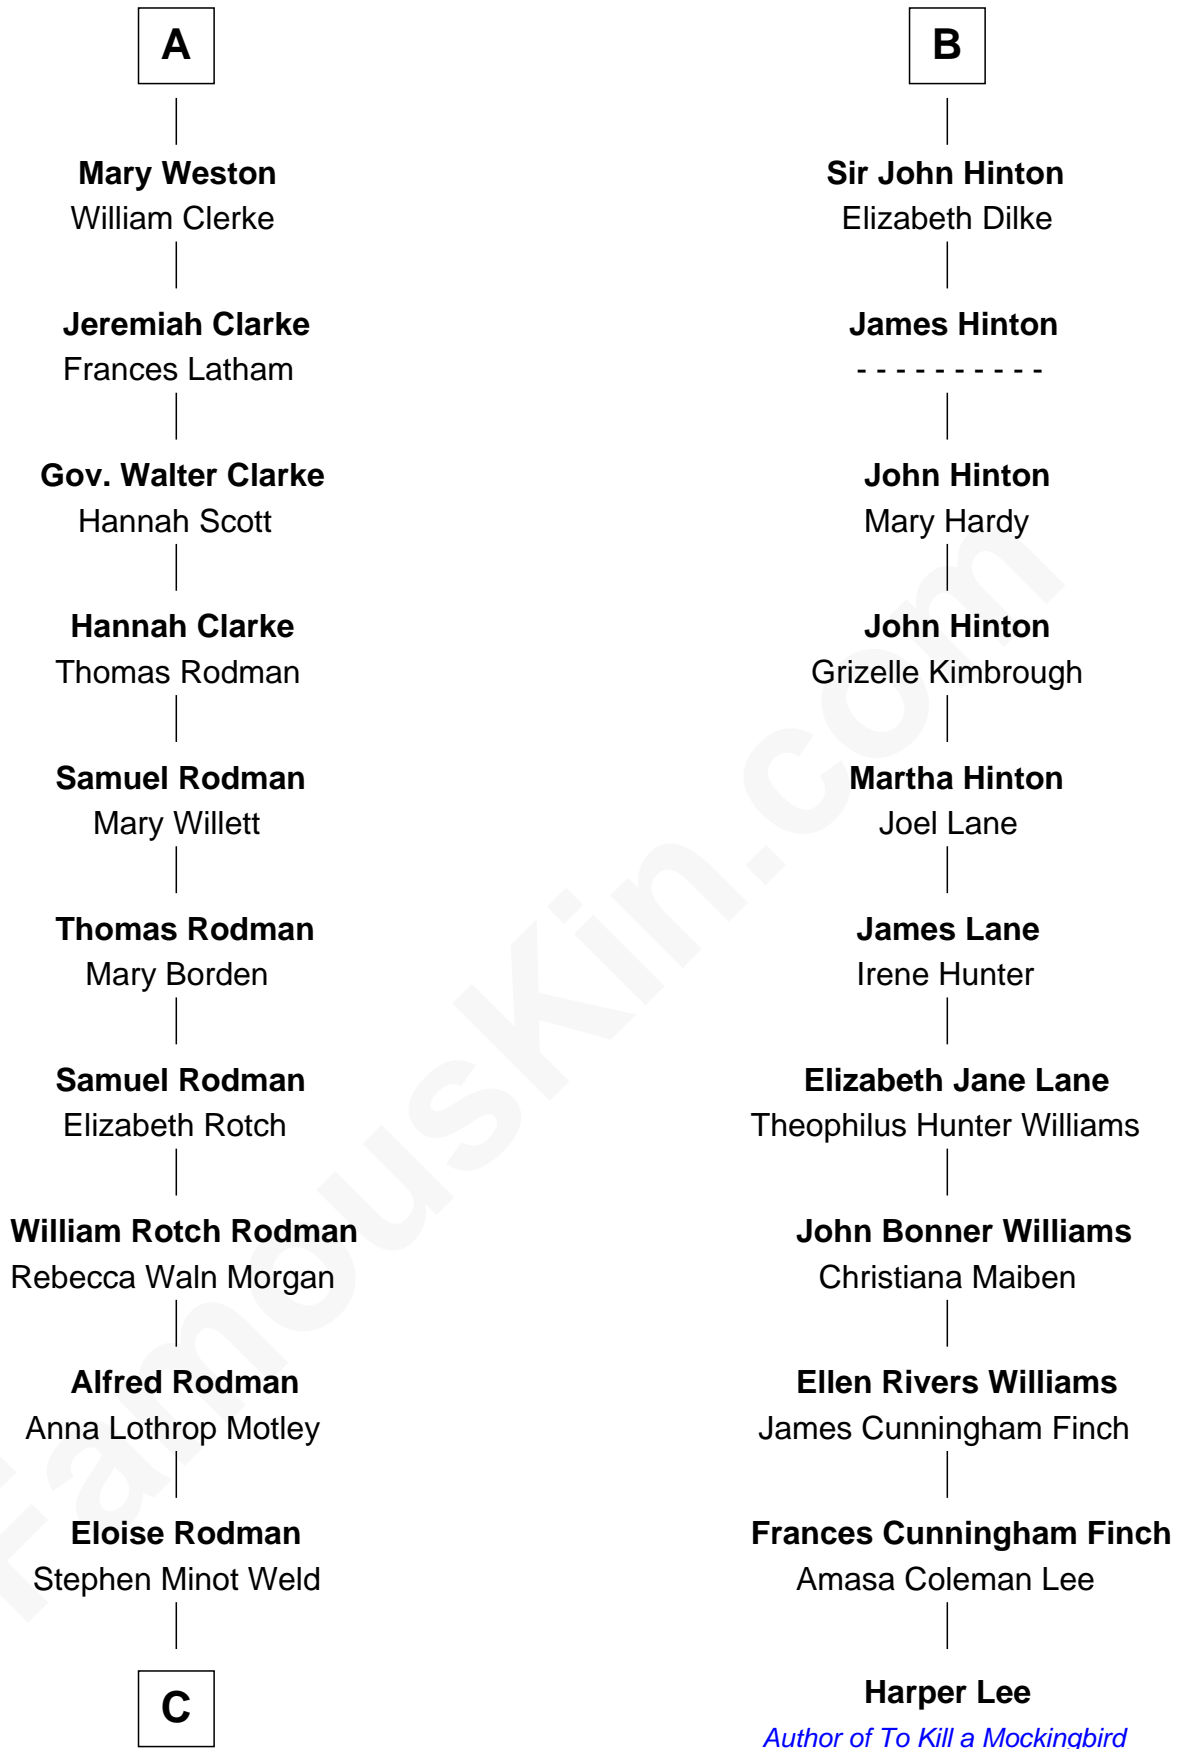 A
Mary Weston
William Clerke
Jeremiah Clarke
Frances Latham
Gov. Walter Clarke
Hannah Scott
Hannah Clarke
Thomas Rodman
Samuel Rodman
Mary Willett
Thomas Rodman
Mary Borden
Samuel Rodman
Elizabeth Rotch
William Rotch Rodman
Rebecca Waln Morgan
Alfred Rodman
Anna Lothrop Motley
Eloise Rodman
Stephen Minot Weld
C
B
Sir John Hinton
Elizabeth Dilke
James Hinton
- - - - - - - - - -
John Hinton
Mary Hardy
John Hinton
Grizelle Kimbrough
Martha Hinton
Joel Lane
James Lane
Irene Hunter
Elizabeth Jane Lane
Theophilus Hunter Williams
John Bonner Williams
Christiana Maiben
Ellen Rivers Williams
James Cunningham Finch
Frances Cunningham Finch
Amasa Coleman Lee
Harper Lee
Author of To Kill a Mockingbird
FamousKin.com